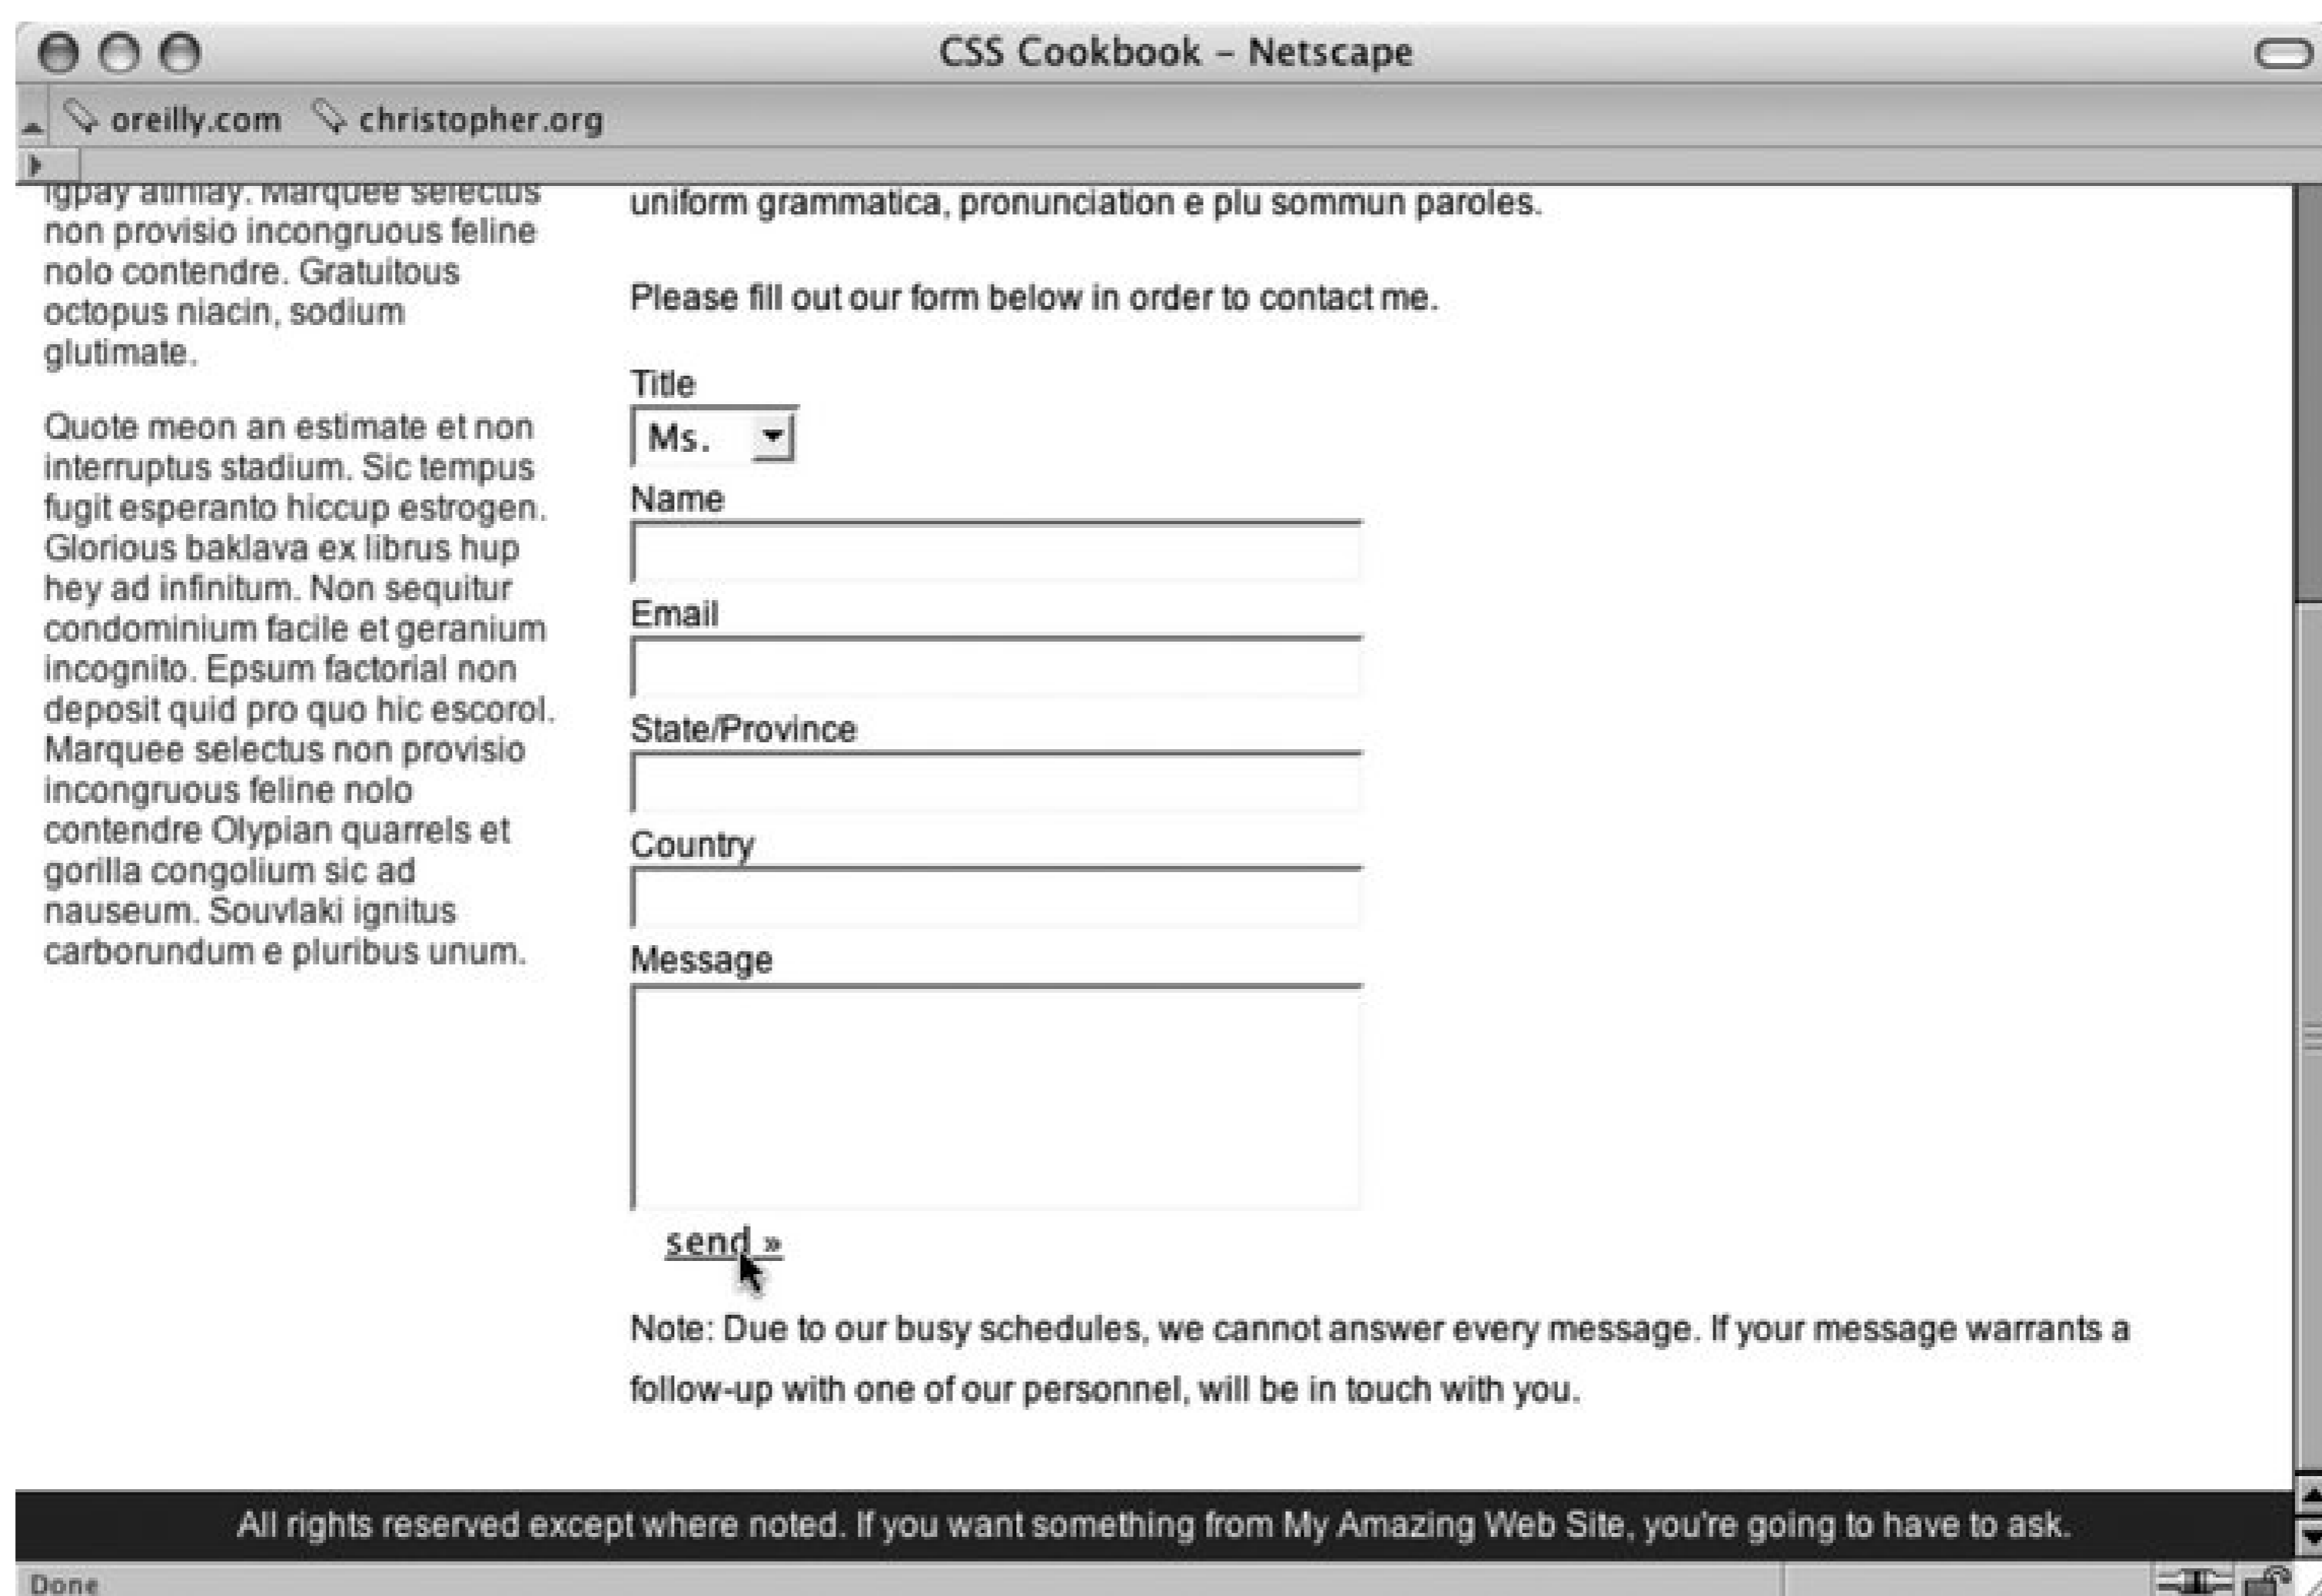 CSS Cookbook – Netscape
oreilly.com christopher.org
igpay atinlay. Marquee selectus
non provisio incongruous feline
nolo contendre. Gratuitous
octopus niacin, sodium
glutimate.
Quote meon an estimate et non
interruptus stadium. Sic tempus
fugit esperanto hiccup estrogen.
Glorious baklava ex librus hup
hey ad infinitum. Non sequitur
condominium facile et geranium
incognito. Epsum factorial non
deposit quid pro quo hic escorol.
Marquee selectus non provisio
incongruous feline nolo
contendre Olypian quarrels et
gorilla congolium sic ad
nauseum. Souvlaki ignitus
carborundum e pluribus unum.
uniform grammatica, pronunciation e plu sommun paroles.
Please fill out our form below in order to contact me.
Title
Ms.
Name
Email
State/Province
Country
Message
send »
Note: Due to our busy schedules, we cannot answer every message. If your message warrants a
follow-up with one of our personnel, will be in touch with you.
All rights reserved except where noted. If you want something from My Amazing Web Site, you're going to have to ask.
Done